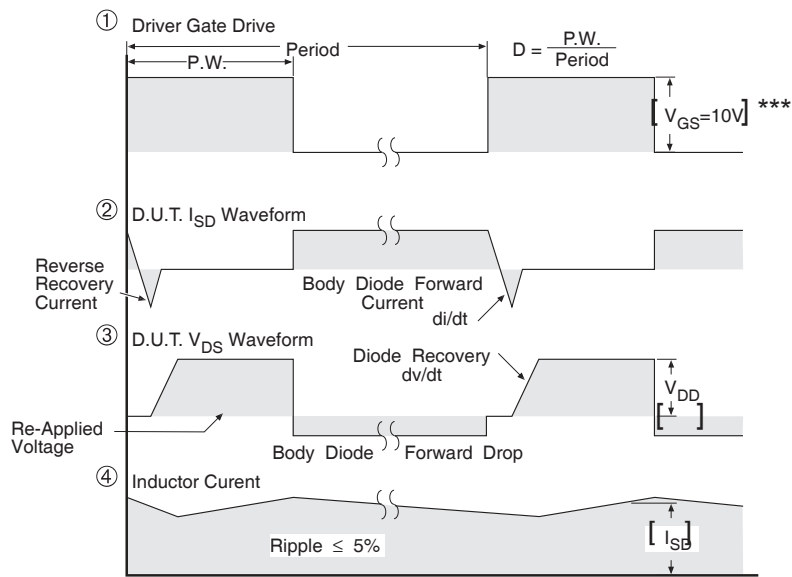 ① Driver Gate Drive
Period
P.W.
D = P.W. / Period
[ V_GS=10V ] ***
② D.U.T. I_SD Waveform
Reverse
Recovery
Current
Body Diode Forward
Current
di/dt
③ D.U.T. V_DS Waveform
Diode Recovery
dv/dt
V_DD
[ ]
Re-Applied
Voltage
Body Diode Forward Drop
④ Inductor Curent
Ripple ≤ 5%
[ I_SD ]